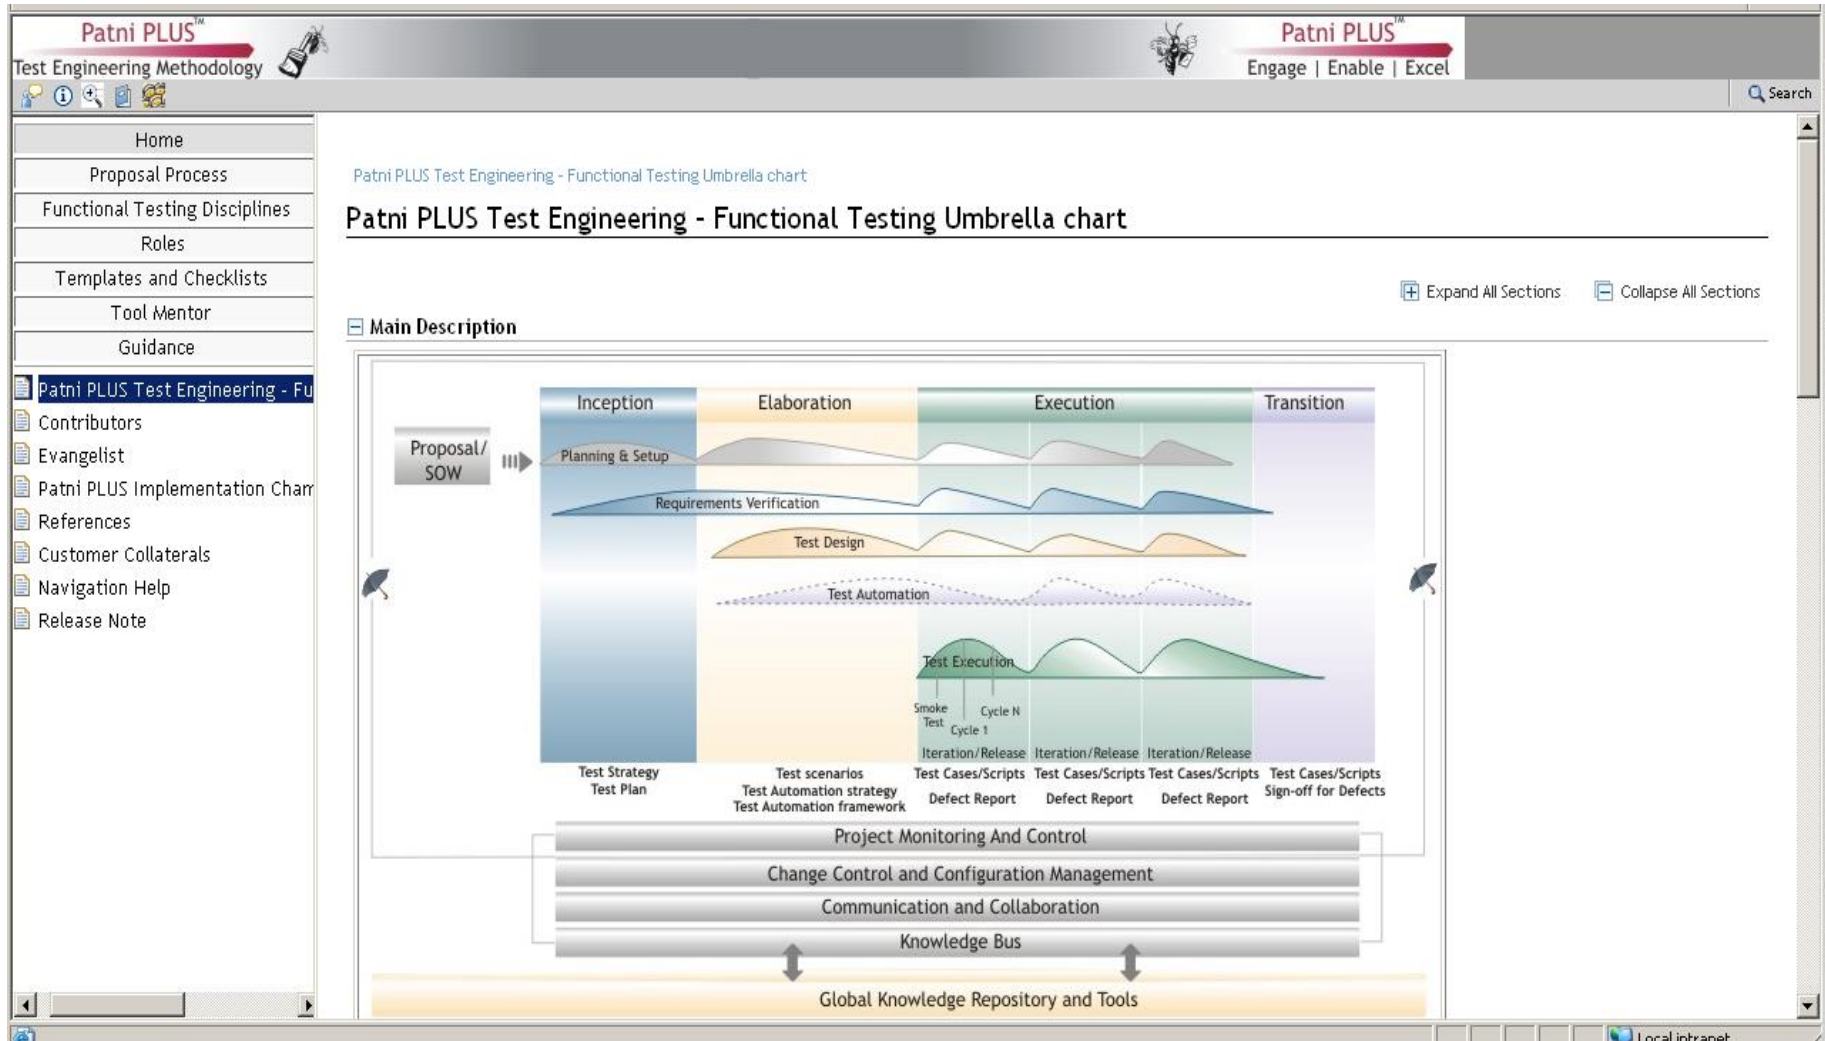 Patni PLUS™
Test Engineering Methodology
Patni PLUS™
Engage | Enable | Excel
Search
Home
Proposal Process
Functional Testing Disciplines
Roles
Templates and Checklists
Tool Mentor
Guidance
Patni PLUS Test Engineering - Fu
Contributors
Evangelist
Patni PLUS Implementation Cham
References
Customer Collaterals
Navigation Help
Release Note
Patni PLUS Test Engineering - Functional Testing Umbrella chart
Patni PLUS Test Engineering - Functional Testing Umbrella chart
Expand All Sections
Collapse All Sections
Main Description
Inception
Elaboration
Execution
Transition
Proposal/
SOW
Planning & Setup
Requirements Verification
Test Design
Test Automation
Test Execution
Smoke
Test
Cycle 1
Cycle N
Iteration/Release
Iteration/Release
Iteration/Release
Test Strategy
Test Plan
Test scenarios
Test Automation strategy
Test Automation framework
Test Cases/Scripts
Defect Report
Test Cases/Scripts
Defect Report
Test Cases/Scripts
Defect Report
Test Cases/Scripts
Sign-off for Defects
Project Monitoring And Control
Change Control and Configuration Management
Communication and Collaboration
Knowledge Bus
Global Knowledge Repository and Tools
Local intranet